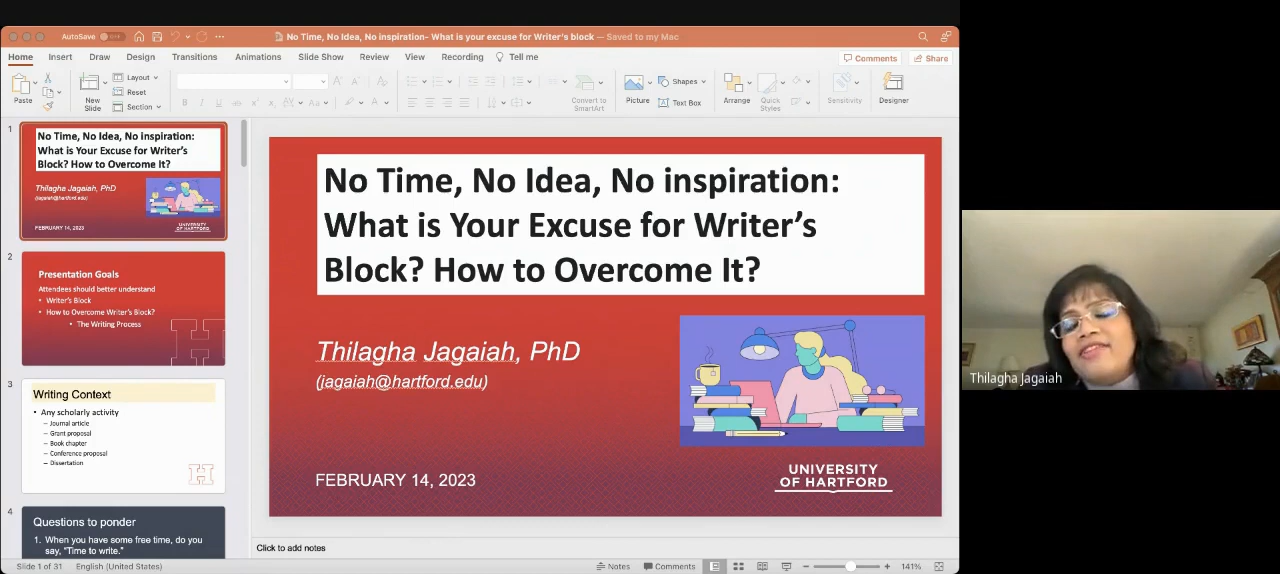 AutoSave
No Time, No Idea, No inspiration- What is your excuse for Writer's block — Saved to my Mac
Home Insert Draw Design Transitions Animations Slide Show Review View Recording Tell me
Comments Share
Paste
New Slide
Layout
Reset
Section
Convert to SmartArt
Picture
Shapes
Text Box
Arrange
Quick Styles
Sensitivity
Designer
1
No Time, No Idea, No inspiration:
What is Your Excuse for Writer's
Block? How to Overcome It?
Thilagha Jagaiah, PhD
(jagaiah@hartford.edu)
FEBRUARY 14, 2023
UNIVERSITY
OF HARTFORD
2
Presentation Goals
Attendees should better understand
• Writer's Block
• How to Overcome Writer's Block?
• The Writing Process
3
Writing Context
• Any scholarly activity
– Journal article
– Grant proposal
– Book chapter
– Conference proposal
– Dissertation
4
Questions to ponder
1. When you have some free time, do you
say, "Time to write."
No Time, No Idea, No inspiration:
What is Your Excuse for Writer's
Block? How to Overcome It?
Thilagha Jagaiah, PhD
(jagaiah@hartford.edu)
FEBRUARY 14, 2023
UNIVERSITY
OF HARTFORD
Click to add notes
Slide 1 of 31 English (United States) Notes Comments 141%
Thilagha Jagaiah